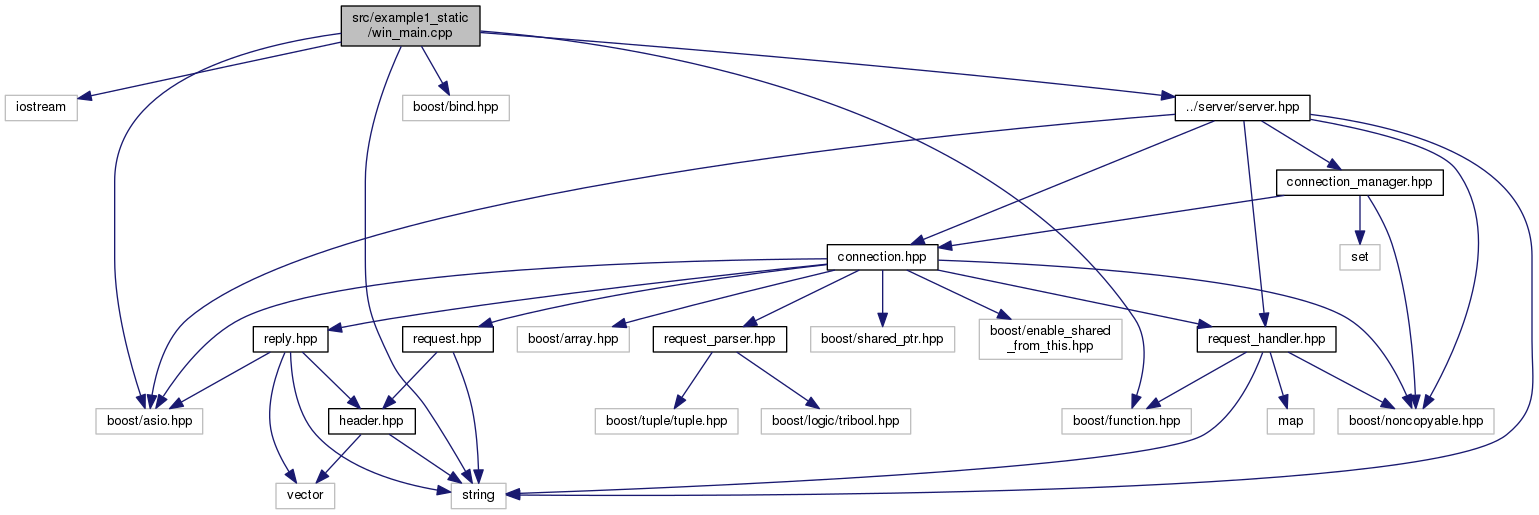 src/example1_static
/win_main.cpp
iostream
boost/bind.hpp
../server/server.hpp
connection_manager.hpp
connection.hpp
set
reply.hpp
request.hpp
boost/array.hpp
request_parser.hpp
boost/shared_ptr.hpp
boost/enable_shared
_from_this.hpp
request_handler.hpp
boost/asio.hpp
header.hpp
boost/tuple/tuple.hpp
boost/logic/tribool.hpp
boost/function.hpp
map
boost/noncopyable.hpp
vector
string